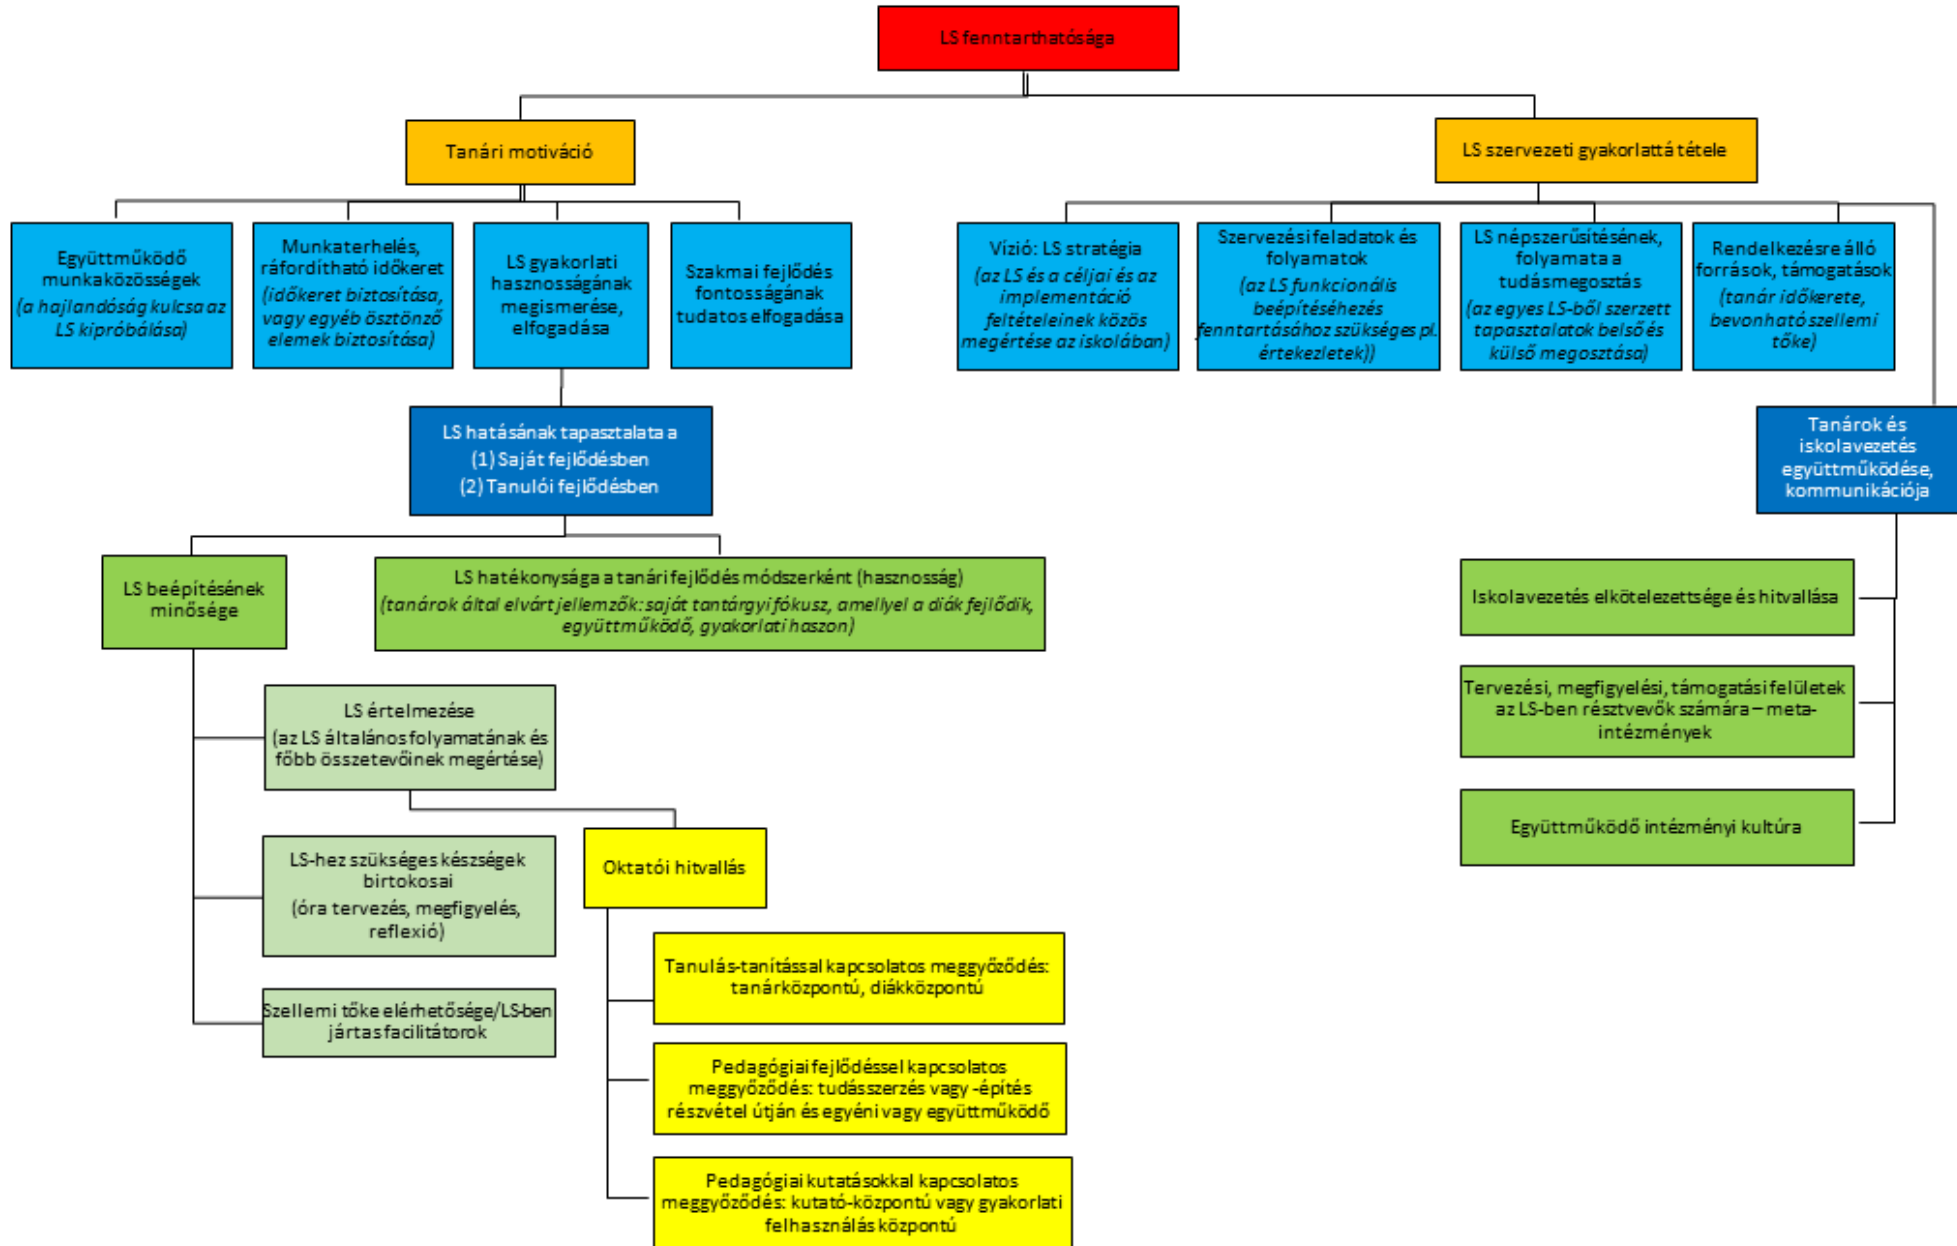 LS fenntarthatósága
Tanári motiváció
LS szervezeti gyakorlattá tétele
Együttműködő
munkaközösségek
(a hajlandóság kulcsa az
LS kipróbálása)
Munkaterhelés,
ráfordítható időkeret
(időkeret biztosítása,
vagy egyéb ösztönző
elemek biztosítása)
LS gyakorlati
hasznosságának
megismerése,
elfogadása
Szakmai fejlődés
fontosságának
tudatos elfogadása
Vízió: LS stratégia
(az LS és a céljai és az
implementáció
feltételeinek közös
megértése az iskolában)
Szervezési feladatok és
folyamatok
(az LS funkcionális
beépítéséhezés
fenntartásához szükséges pl.
értekezletek))
LS népszerűsítésének,
folyamata a
tudásmegosztás
(az egyes LS-ből szerzett
tapasztalatok belső és
külső megosztása)
Rendelkezésre álló
források, támogatások
(tanár időkerete,
bevonható szellemi
tőke)
LS hatásának tapasztalata a
(1) Saját fejlődésben
(2) Tanulói fejlődésben
Tanárok és
iskolavezetés
együttműködése,
kommunikációja
LS beépítésének
minősége
LS hatékonysága a tanári fejlődés módszerként (hasznosság)
(tanárok által elvárt jellemzők: saját tantárgyi fókusz, amellyel a diák fejlődik,
együttműködő, gyakorlati haszon)
Iskolavezetés elkötelezettsége és hitvallása
Tervezési, megfigyelési, támogatási felületek
az LS-ben résztvevők számára – meta-
intézmények
Együttműködő intézményi kultúra
LS értelmezése
(az LS általános folyamatának és
főbb összetevőinek megértése)
LS-hez szükséges készségek
birtokosai
(óra tervezés, megfigyelés,
reflexió)
Szellemi tőke elérhetősége/LS-ben
jártas facilitátorok
Oktatói hitvallás
Tanulás-tanítással kapcsolatos meggyőződés:
tanárközpontú, diákközpontú
Pedagógiai fejlődéssel kapcsolatos
meggyőződés: tudásszerzés vagy -építés
részvétel útján és egyéni vagy együttműködő
Pedagógiai kutatásokkal kapcsolatos
meggyőződés: kutató-központú vagy gyakorlati
felhasználás központú